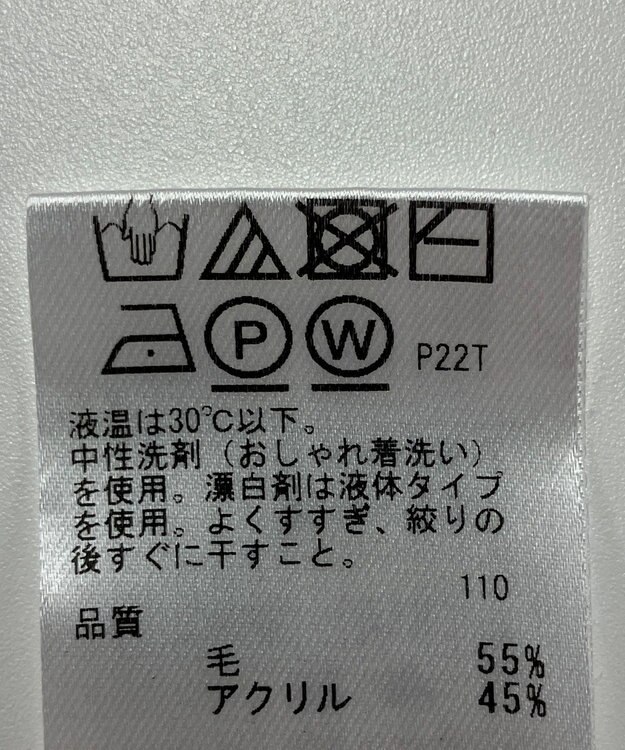 P W P22T
液温は30℃以下。
中性洗剤（おしゃれ着洗い）
を使用。漂白剤は液体タイプ
を使用。よくすすぎ、絞りの
後すぐに干すこと。
110
品質
毛 55%
アクリル 45%